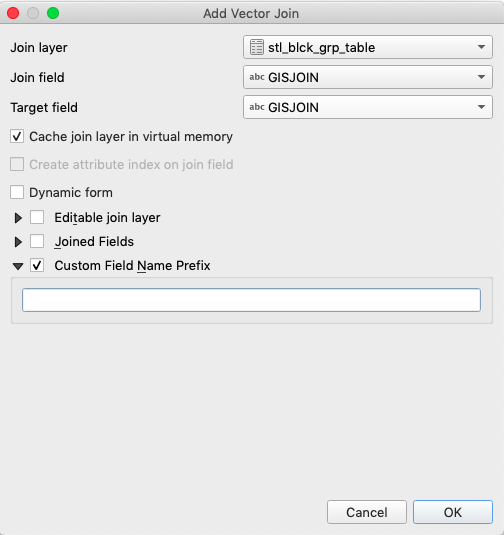 Add Vector Join
Join layer stl_blck_grp_table
Join field abc GISJOIN
Target field abc GISJOIN
Cache join layer in virtual memory
Create attribute index on join field
Dynamic form
Editable join layer
Joined Fields
Custom Field Name Prefix
Cancel OK